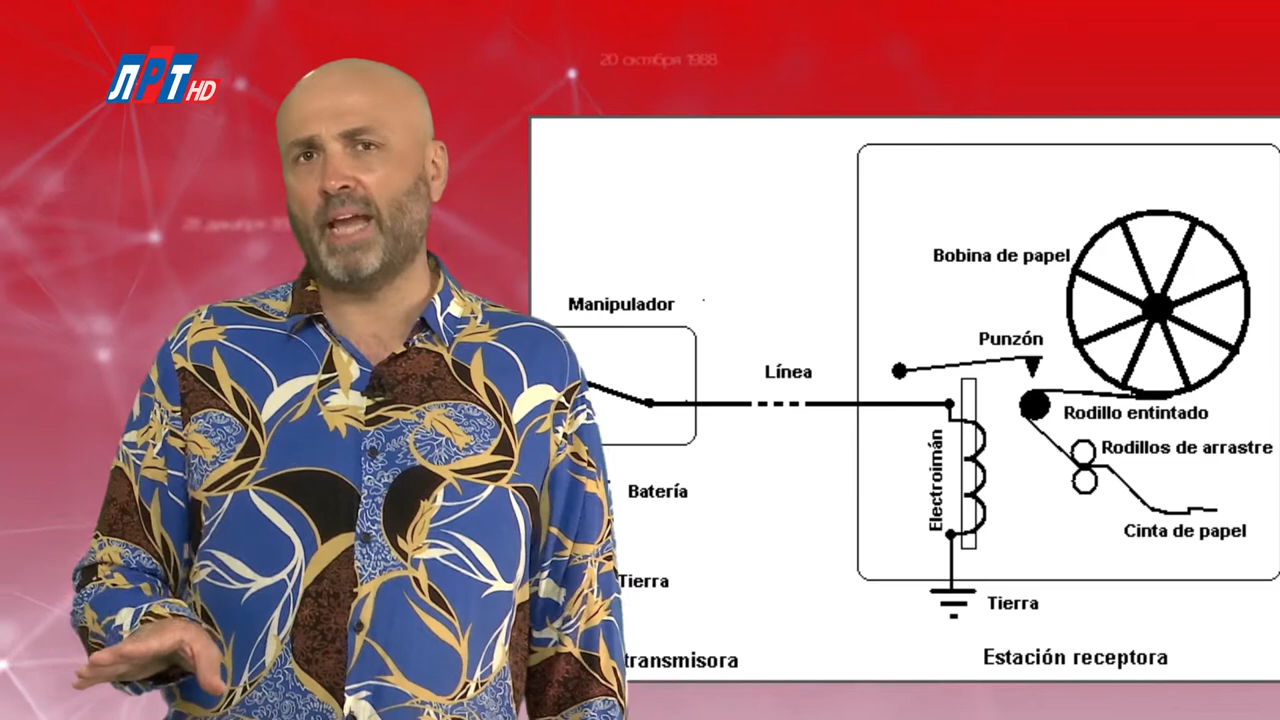 ЛРТ HD
20 октября 1988
Bobina de papel
Manipulador
Punzón
Línea
Rodillo entintado
Rodillos de arrastre
Electroimán
Batería
Cinta de papel
Tierra
Tierra
transmisora
Estación receptora